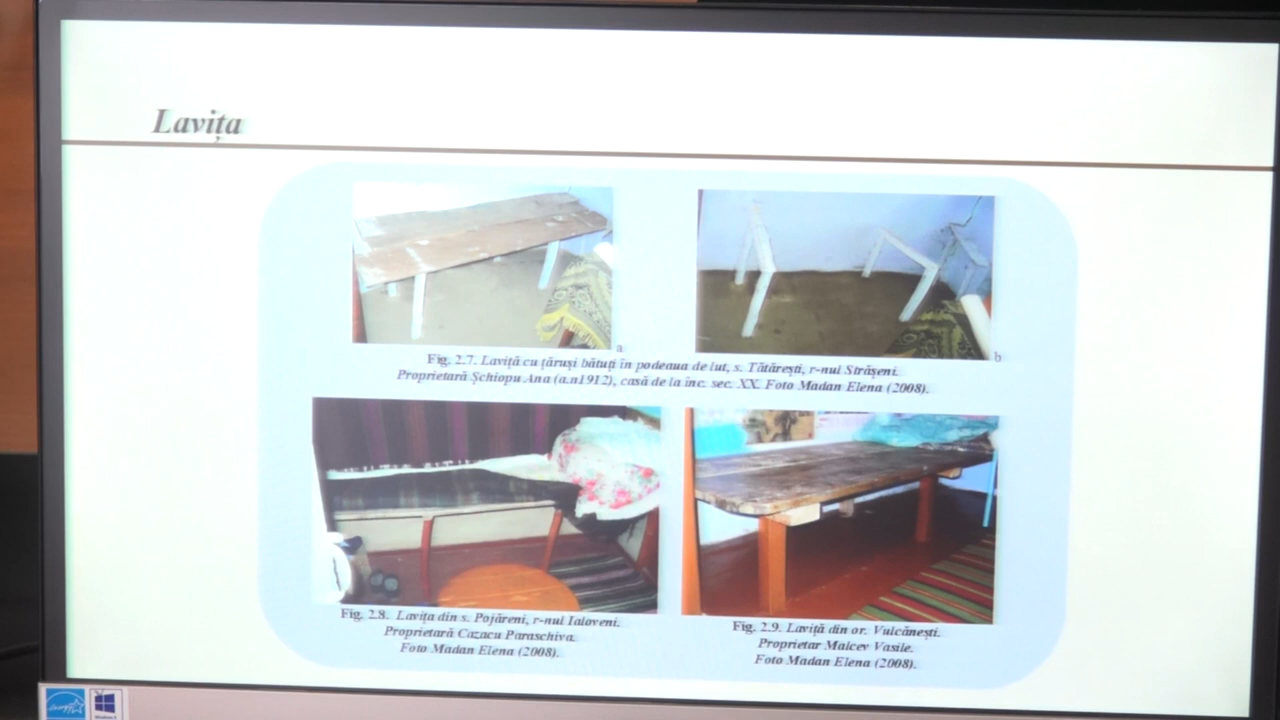 Lavița
a
b
Fig. 2.7. Laviță cu țăruși bătuți în podeaua de lut, s. Tătărești, r-nul Strășeni.
Proprietară Șchiopu Ana (a.n1912), casă de la înc. sec. XX. Foto Madan Elena (2008).
Fig. 2.8. Lavița din s. Pojăreni, r-nul Ialoveni.
Proprietară Cazacu Paraschiva.
Foto Madan Elena (2008).
Fig. 2.9. Laviță din or. Vulcănești.
Proprietar Malcev Vasile.
Foto Madan Elena (2008).